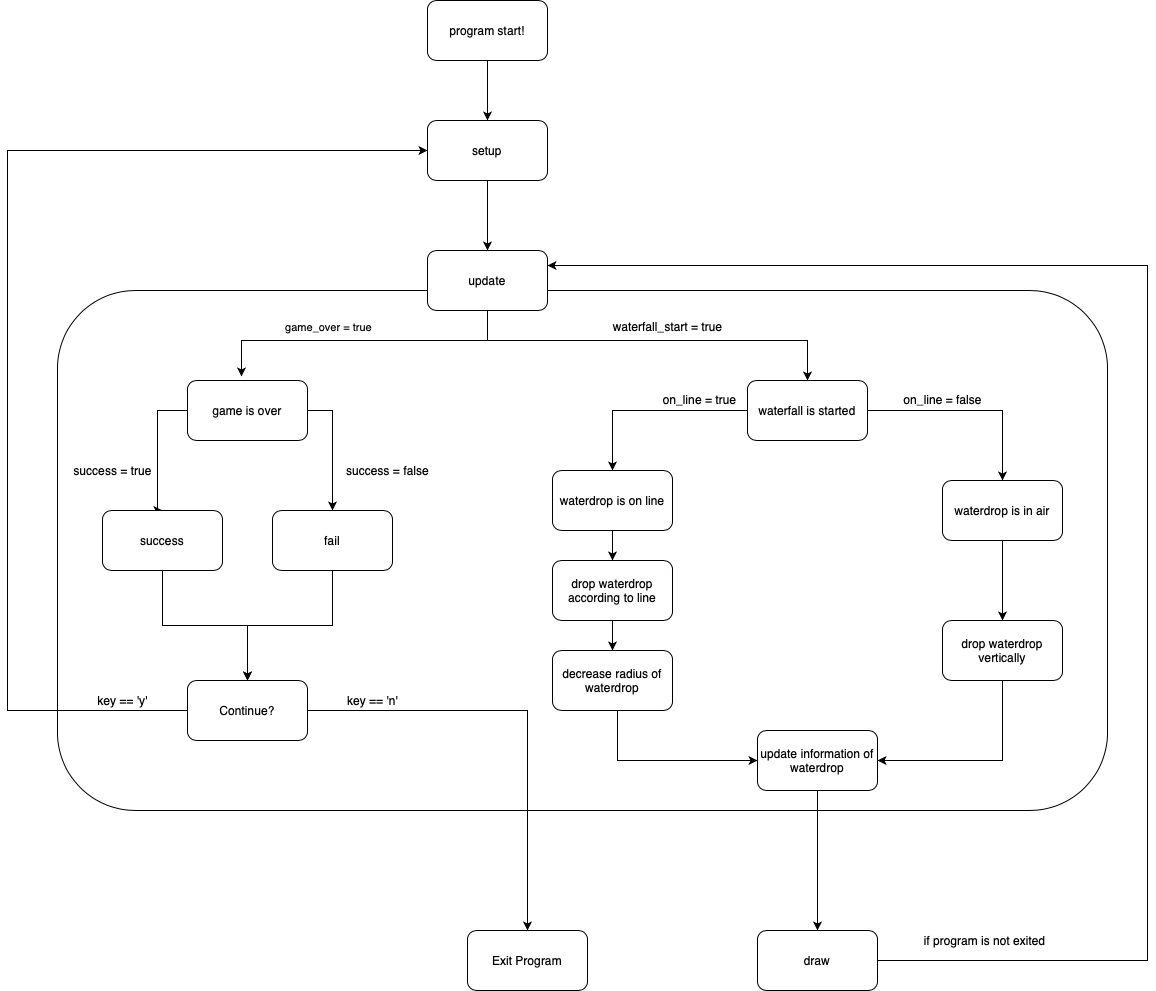 program start!
setup
update
game_over = true
waterfall_start = true
game is over
waterfall is started
on_line = true
on_line = false
success = true
success = false
waterdrop is on line
waterdrop is in air
success
fail
drop waterdrop
according to line
drop waterdrop
vertically
decrease radius of
waterdrop
key == 'y'
Continue?
key == 'n'
update information of
waterdrop
Exit Program
draw
if program is not exited